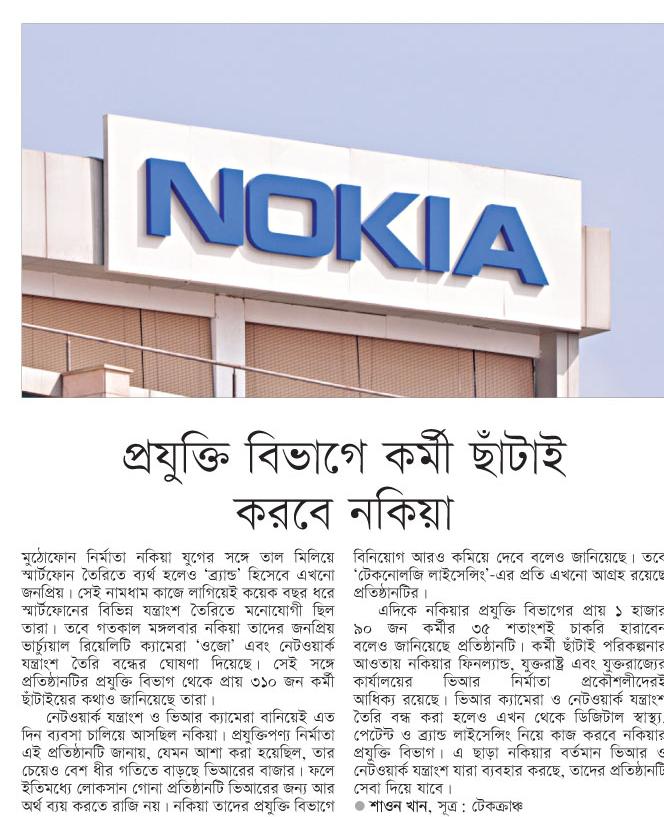 NOKIA
প্রযুক্তি বিভাগে কর্মী ছাঁটাই
করবে নকিয়া
মুঠোফোন নির্মাতা নকিয়া যুগের সঙ্গে তাল মিলিয়ে
স্মার্টফোন তৈরিতে ব্যর্থ হলেও ‘ব্র্যান্ড’ হিসেবে এখনো
জনপ্রিয়। সেই নামধাম কাজে লাগিয়েই কয়েক বছর ধরে
স্মার্টফোনের বিভিন্ন যন্ত্রাংশ তৈরিতে মনোযোগী ছিল
তারা। তবে গতকাল মঙ্গলবার নকিয়া তাদের জনপ্রিয়
ভার্চ্যুয়াল রিয়েলিটি ক্যামেরা ‘ওজো’ এবং নেটওয়ার্ক
যন্ত্রাংশ তৈরি বন্ধের ঘোষণা দিয়েছে। সেই সঙ্গে
প্রতিষ্ঠানটির প্রযুক্তি বিভাগ থেকে প্রায় ৩১০ জন কর্মী
ছাঁটাইয়ের কথাও জানিয়েছে তারা।
নেটওয়ার্ক যন্ত্রাংশ ও ভিআর ক্যামেরা বানিয়েই এত
দিন ব্যবসা চালিয়ে আসছিল নকিয়া। প্রযুক্তিপণ্য নির্মাতা
এই প্রতিষ্ঠানটি জানায়, যেমন আশা করা হয়েছিল, তার
চেয়েও বেশ ধীর গতিতে বাড়ছে ভিআরের বাজার। ফলে
ইতিমধ্যে লোকসান গোনা প্রতিষ্ঠানটি ভিআরের জন্য আর
অর্থ ব্যয় করতে রাজি নয়। নকিয়া তাদের প্রযুক্তি বিভাগে
বিনিয়োগ আরও কমিয়ে দেবে বলেও জানিয়েছে। তবে
‘টেকনোলজি লাইসেন্সিং’-এর প্রতি এখনো আগ্রহ রয়েছে
প্রতিষ্ঠানটির।
এদিকে নকিয়ার প্রযুক্তি বিভাগের প্রায় ১ হাজার
৯০ জন কর্মীর ৩৫ শতাংশই চাকরি হারাবেন
বলেও জানিয়েছে প্রতিষ্ঠানটি। কর্মী ছাঁটাই পরিকল্পনার
আওতায় নকিয়ার ফিনল্যান্ড, যুক্তরাষ্ট্র এবং যুক্তরাজ্যের
কার্যালয়ের ভিআর নির্মাতা প্রকৌশলীদেরই
আধিক্য রয়েছে। ভিআর ক্যামেরা ও নেটওয়ার্ক যন্ত্রাংশ
তৈরি বন্ধ করা হলেও এখন থেকে ডিজিটাল স্বাস্থ্য,
পেটেন্ট ও ব্র্যান্ড লাইসেন্সিং নিয়ে কাজ করবে নকিয়ার
প্রযুক্তি বিভাগ। এ ছাড়া নকিয়ার বর্তমান ভিআর ও
নেটওয়ার্ক যন্ত্রাংশ যারা ব্যবহার করছে, তাদের প্রতিষ্ঠানটি
সেবা দিয়ে যাবে।
● শাওন খান, সূত্র : টেকক্রাঞ্চ